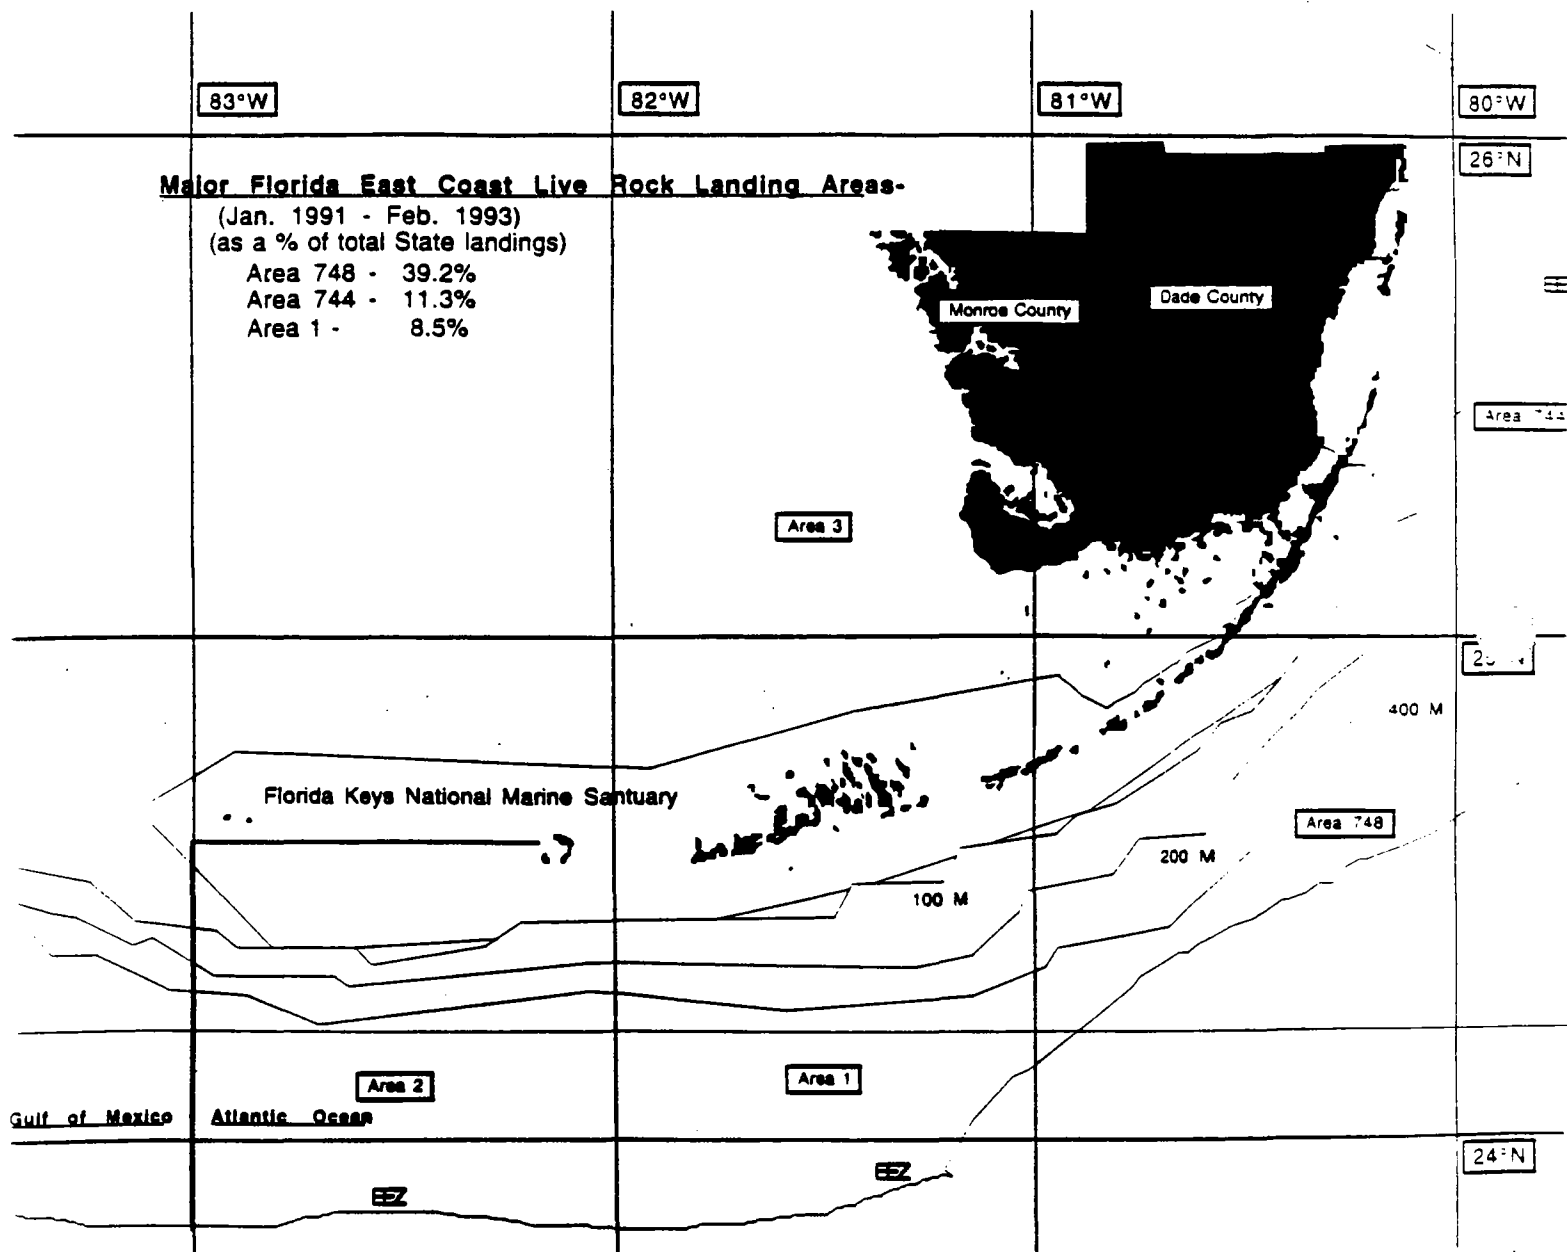 83°W
82°W
81°W
80°W
26°N
Major Florida East Coast Live Rock Landing Areas-
(Jan. 1991 - Feb. 1993)
(as a % of total State landings)
Area 748 - 39.2%
Area 744 - 11.3%
Area 1 - 8.5%
Monroe County
Dade County
Area 744
Area 3
400 M
Florida Keys National Marine Santuary
Area 748
200 M
100 M
Area 2
Area 1
Gulf of Mexico
Atlantic Ocean
24°N
EEZ
EEZ